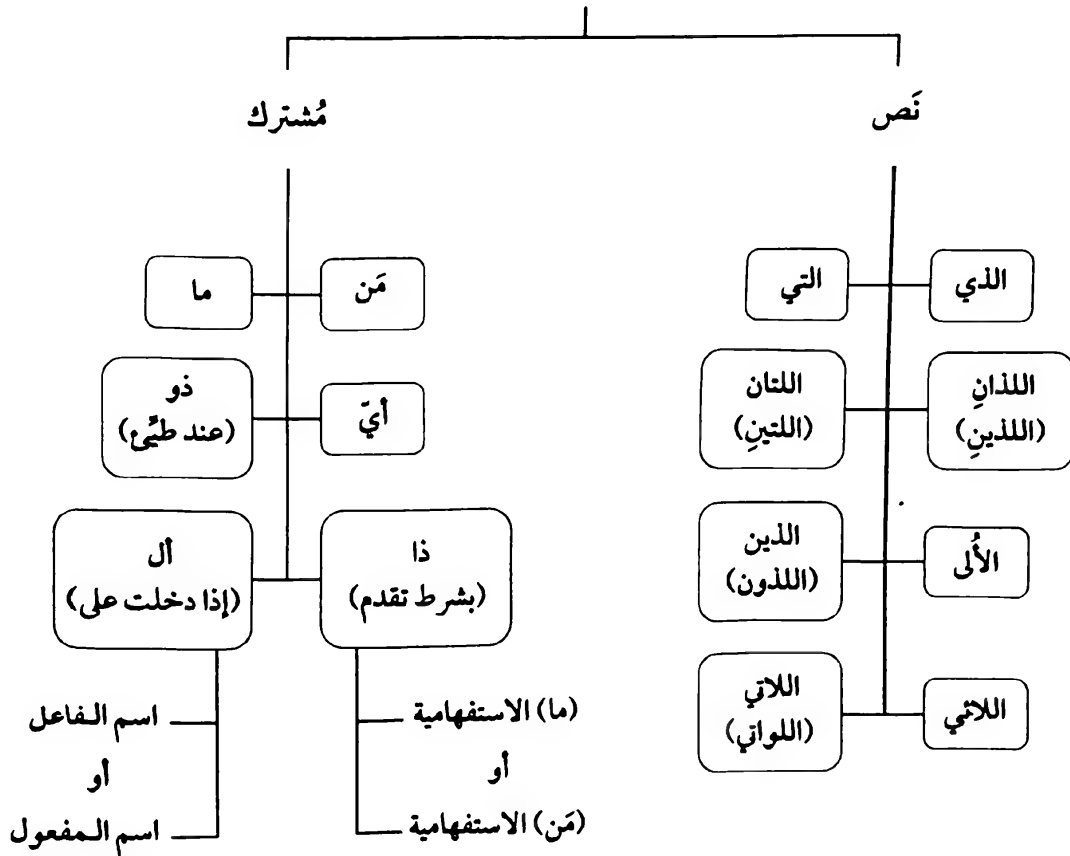 نَص
مُشترك
الذي
التي
اللذانِ
(اللذينِ)
اللتان
(اللتينِ)
الأُلى
الذين
(اللذون)
اللائي
اللاتي
(اللواتي)
مَن
ما
أيّ
ذو
(عند طيِّئ)
ذا
(بشرط تقدم)
أل
(إذا دخلت على)
(ما) الاستفهامية
أو
(مَن) الاستفهامية
اسم الفاعل
أو
اسم المفعول